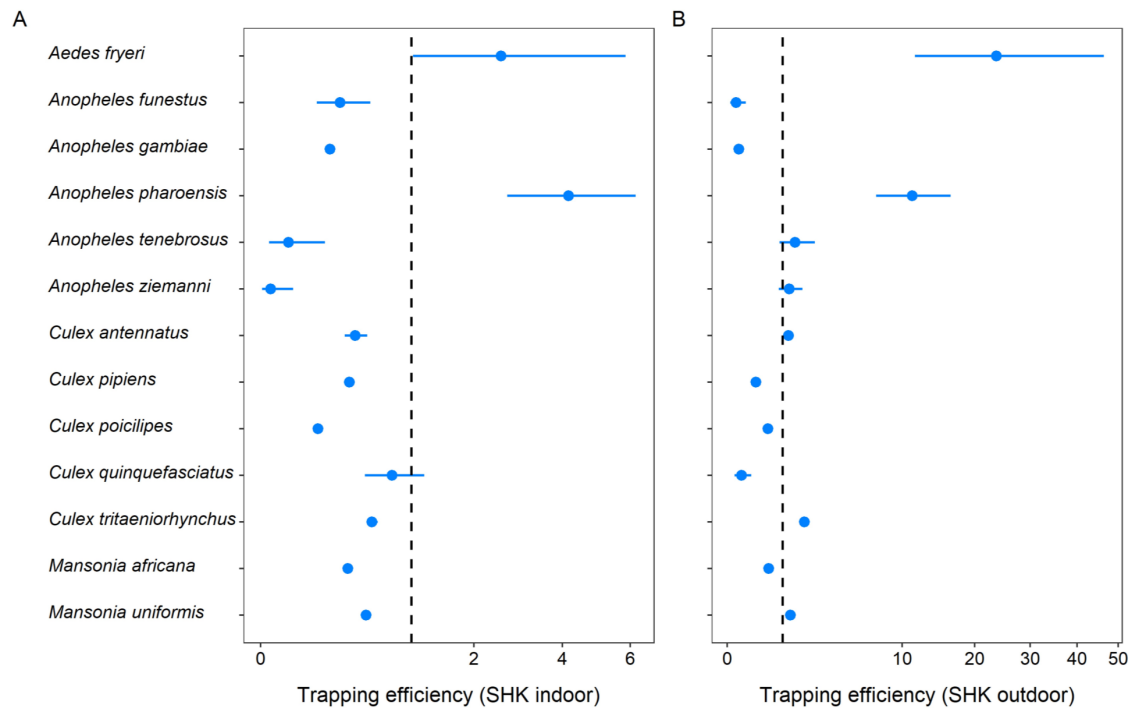 A
B
Aedes fryeri
Anopheles funestus
Anopheles gambiae
Anopheles pharoensis
Anopheles tenebrosus
Anopheles ziemanni
Culex antennatus
Culex pipiens
Culex poicilipes
Culex quinquefasciatus
Culex tritaeniorhynchus
Mansonia africana
Mansonia uniformis
0 2 4 6
0 10 20 30 40 50
Trapping efficiency (SHK indoor)
Trapping efficiency (SHK outdoor)